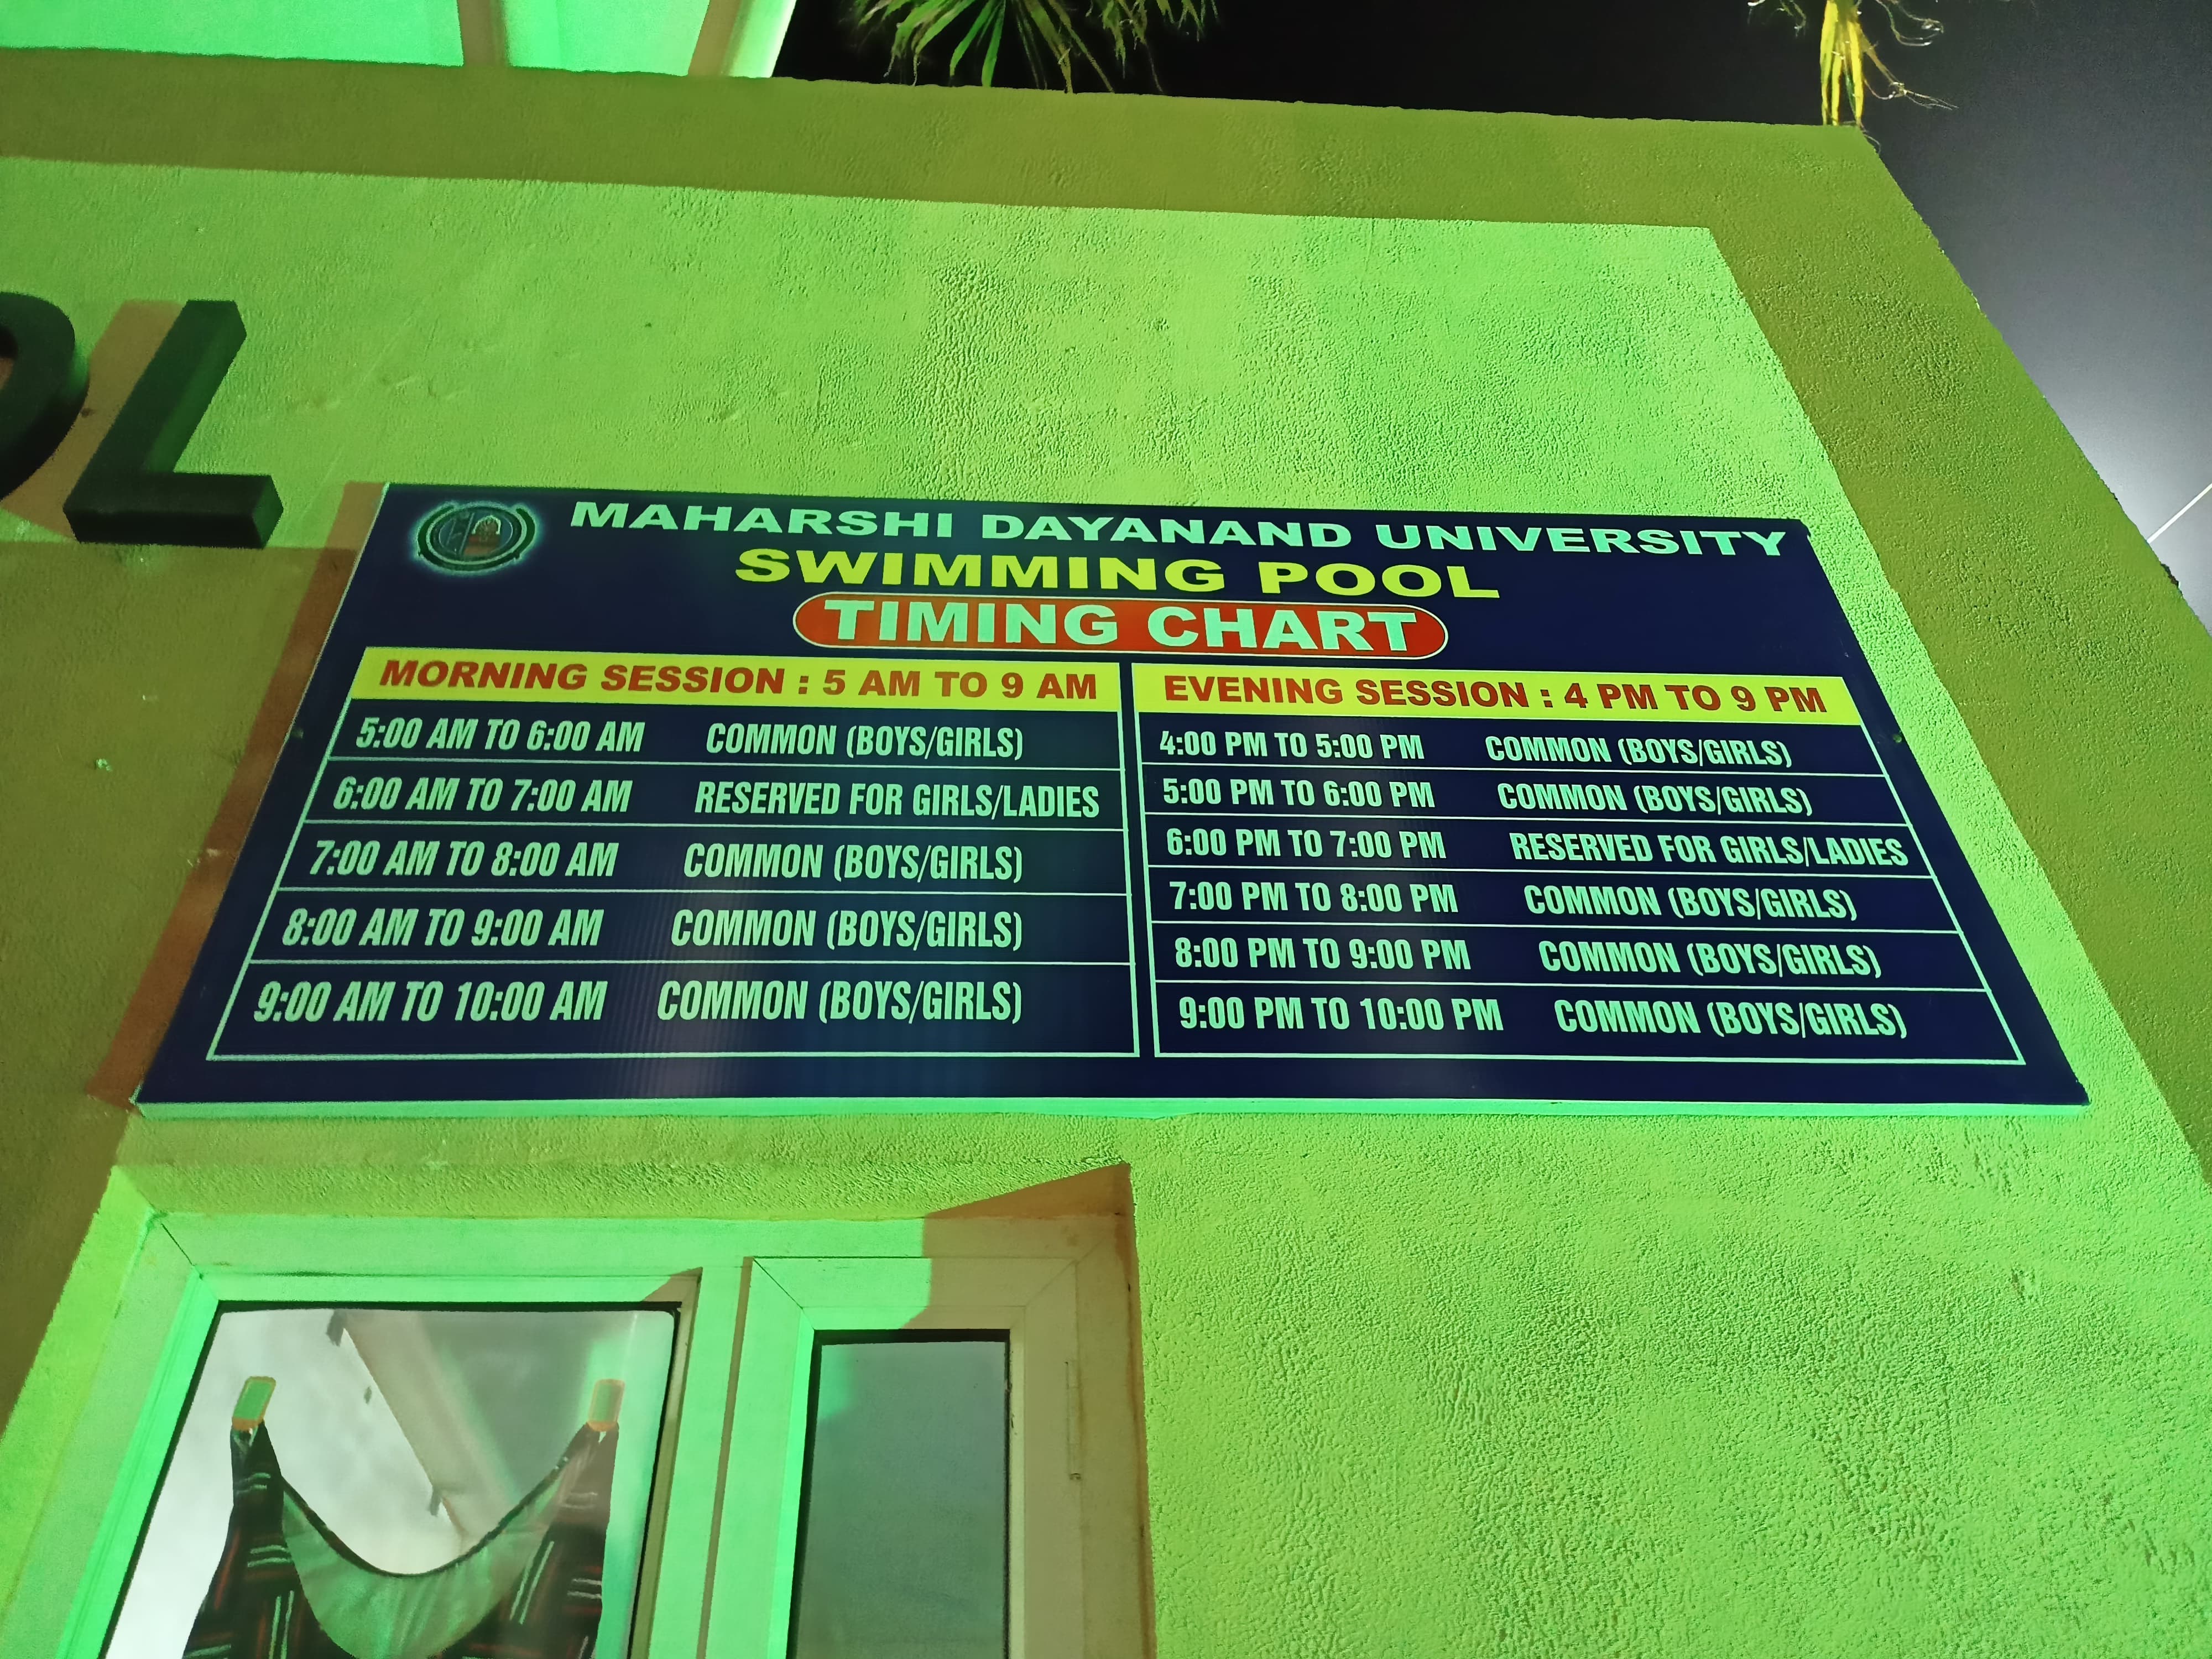 OL
MAHARSHI DAYANAND UNIVERSITY
SWIMMING POOL
TIMING CHART
MORNING SESSION : 5 AM TO 9 AM
5:00 AM TO 6:00 AM COMMON (BOYS/GIRLS)
6:00 AM TO 7:00 AM RESERVED FOR GIRLS/LADIES
7:00 AM TO 8:00 AM COMMON (BOYS/GIRLS)
8:00 AM TO 9:00 AM COMMON (BOYS/GIRLS)
9:00 AM TO 10:00 AM COMMON (BOYS/GIRLS)
EVENING SESSION : 4 PM TO 9 PM
4:00 PM TO 5:00 PM COMMON (BOYS/GIRLS)
5:00 PM TO 6:00 PM COMMON (BOYS/GIRLS)
6:00 PM TO 7:00 PM RESERVED FOR GIRLS/LADIES
7:00 PM TO 8:00 PM COMMON (BOYS/GIRLS)
8:00 PM TO 9:00 PM COMMON (BOYS/GIRLS)
9:00 PM TO 10:00 PM COMMON (BOYS/GIRLS)